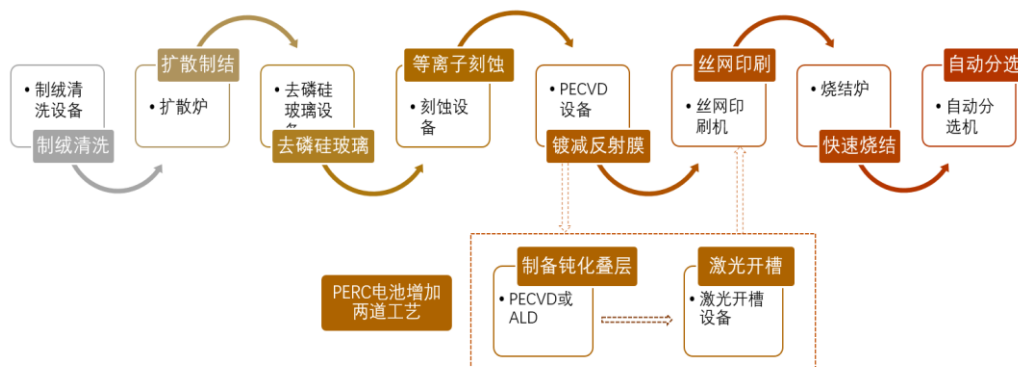 扩散制结
等离子刻蚀
丝网印刷
自动分选
• 制绒清
洗设备
• 扩散炉
• 去磷硅
玻璃设
备
• 刻蚀设
备
• PECVD
设备
• 丝网印
刷机
• 烧结炉
• 自动分
选机
制绒清洗
去磷硅玻璃
镀减反射膜
快速烧结
PERC电池增加
两道工艺
制备钝化叠层
• PECVD或
ALD
激光开槽
• 激光开槽
设备